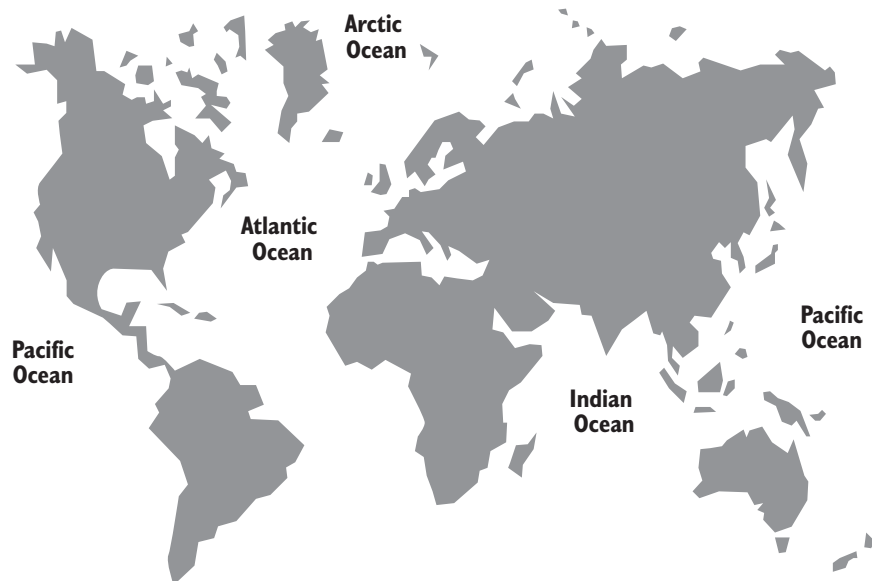 Arctic
Ocean
Atlantic
Ocean
Pacific
Ocean
Pacific
Ocean
Indian
Ocean